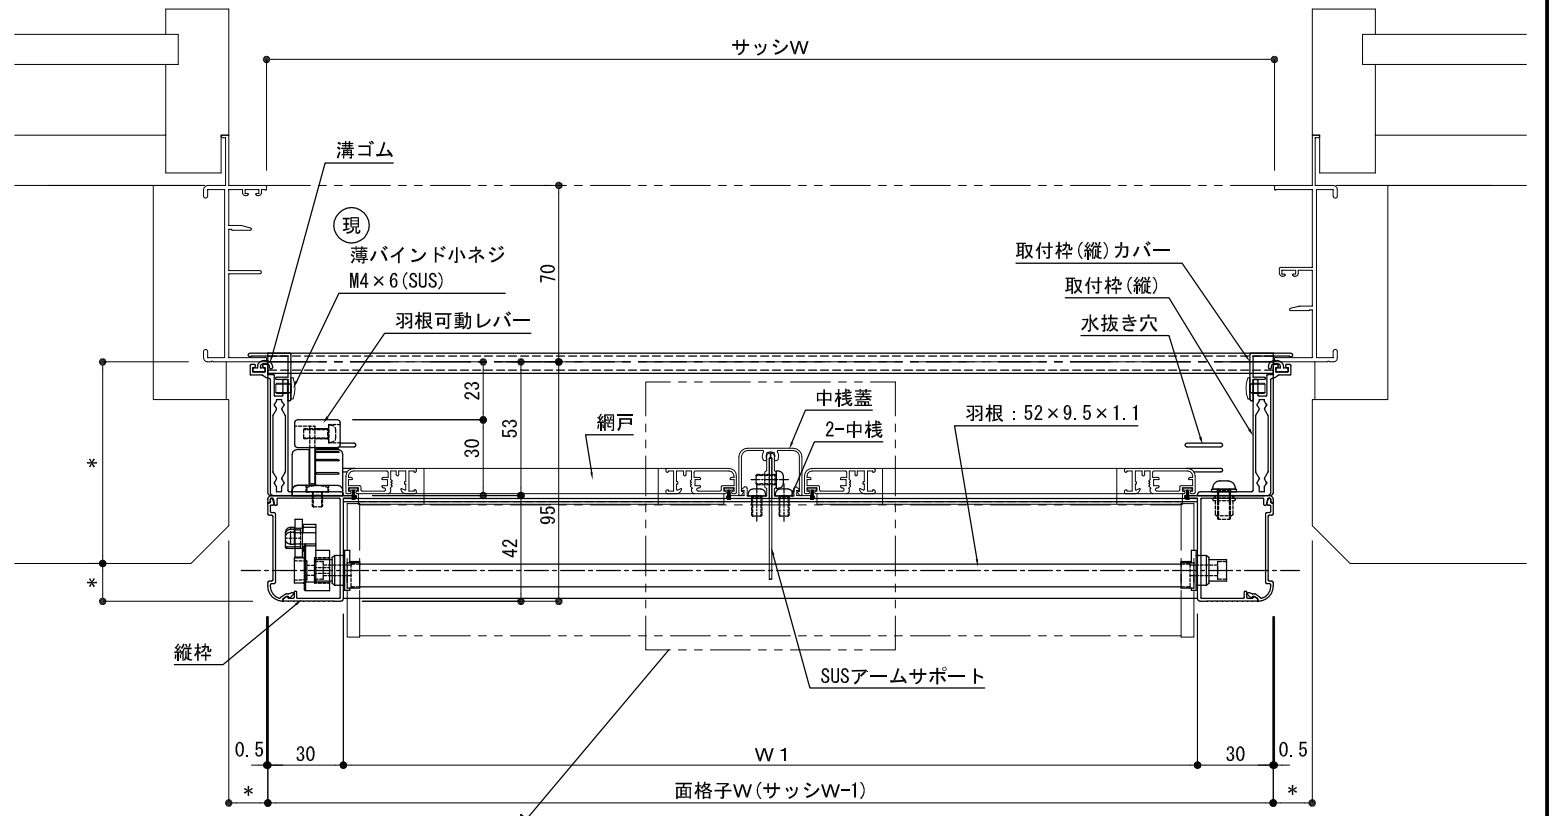 サッシW
溝ゴム
現
薄バインド小ネジ
M4×6(SUS)
羽根可動レバー
70
取付枠(縦)カバー
取付枠(縦)
水抜き穴
23
30
53
95
42
網戸
中桟蓋
2-中桟
羽根：52×9.5×1.1
*
*
縦枠
SUSアームサポート
0.5
30
W1
30
0.5
*
面格子W(サッシW-1)
*